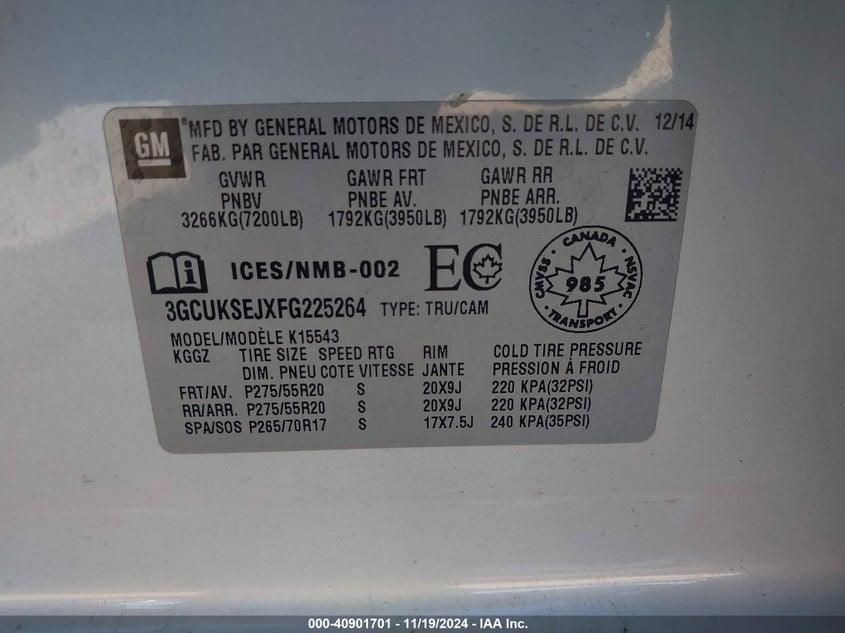 GM
®MFD BY GENERAL MOTORS DE MEXICO, S. DE R.L. DE C.V. 12/14
FAB. PAR GENERAL MOTORS DE MEXICO, S. DE R.L. DE C.V.
GVWR GAWR FRT GAWR RR
PNBV PNBE AV. PNBE ARR.
3266KG(7200LB) 1792KG(3950LB) 1792KG(3950LB)
i ICES/NMB-002 EC
CANADA
CMVSS 985 NSVAC
TRANSPORT
3GCUKSEJXFG225264 TYPE: TRU/CAM
MODEL/MODÈLE K15543
KGGZ TIRE SIZE SPEED RTG RIM COLD TIRE PRESSURE
DIM. PNEU COTE VITESSE JANTE PRESSION À FROID
FRT/AV. P275/55R20 S 20X9J 220 KPA(32PSI)
RR/ARR. P275/55R20 S 20X9J 220 KPA(32PSI)
SPA/SOS P265/70R17 S 17X7.5J 240 KPA(35PSI)
000-40901701 - 11/19/2024 - IAA Inc.